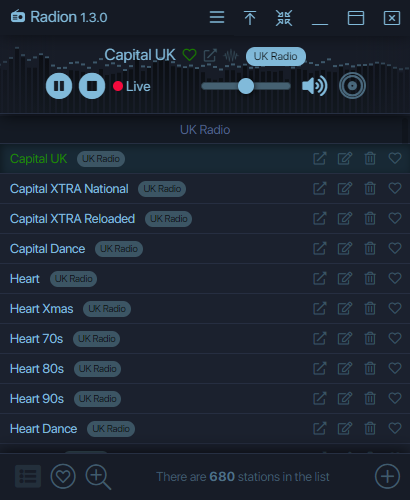 Radion 1.3.0
Capital UK UK Radio
Live
UK Radio
Capital UK UK Radio
Capital XTRA National UK Radio
Capital XTRA Reloaded UK Radio
Capital Dance UK Radio
Heart UK Radio
Heart Xmas UK Radio
Heart 70s UK Radio
Heart 80s UK Radio
Heart 90s UK Radio
Heart Dance UK Radio
There are 680 stations in the list